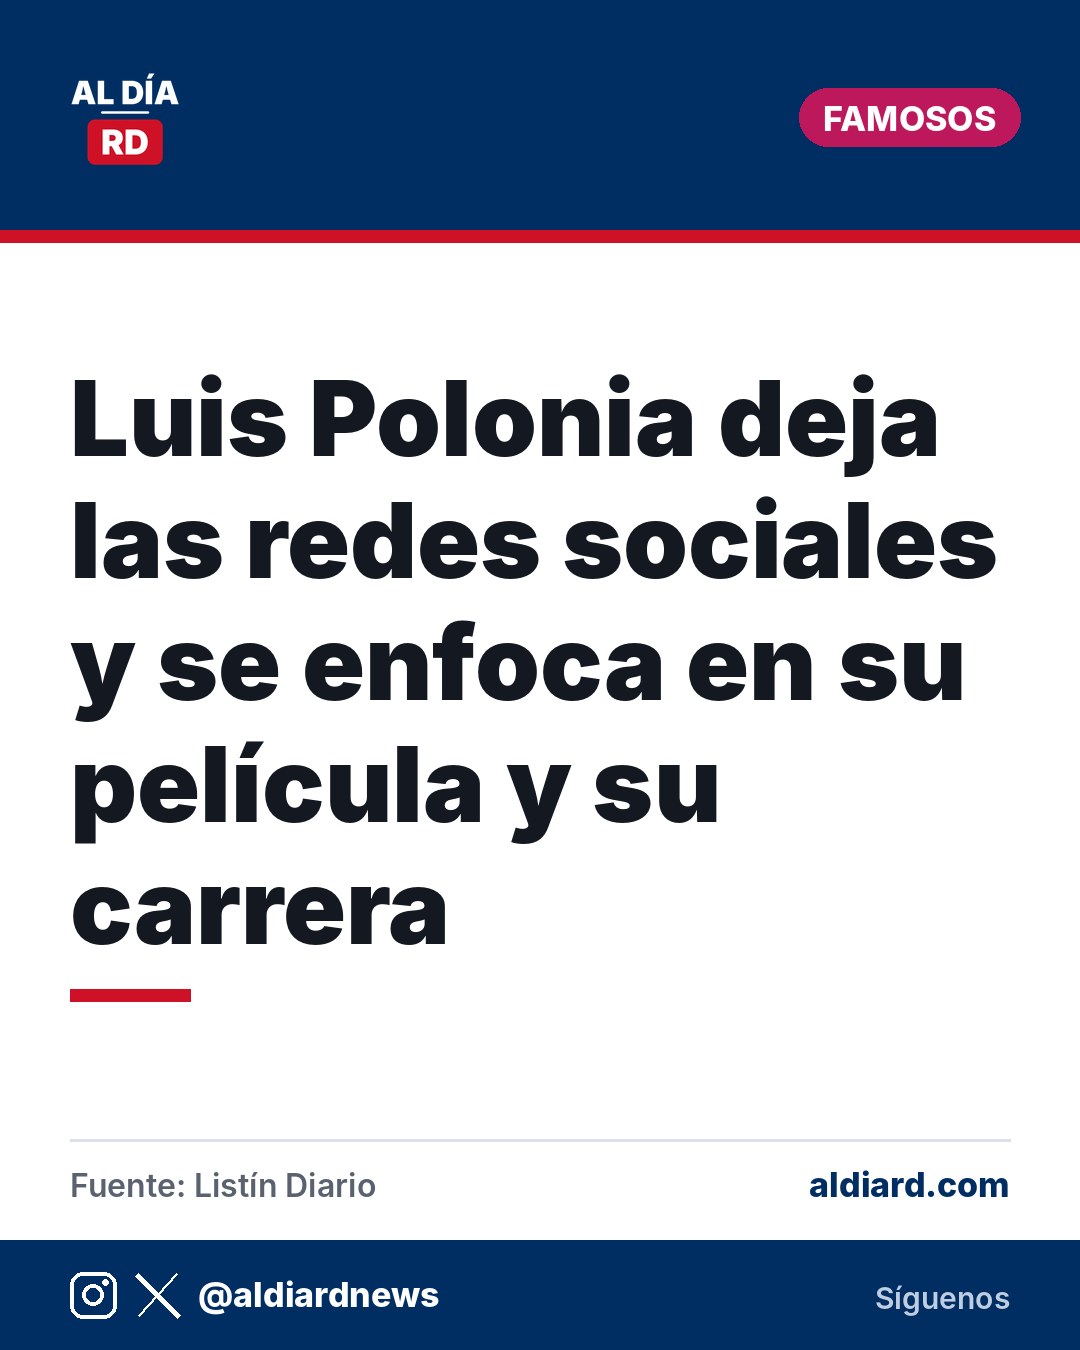 AL DÍA
RD
FAMOSOS
Luis Polonia deja
las redes sociales
y se enfoca en su
película y su
carrera
Fuente: Listín Diario
aldiard.com
@aldiardnews
Síguenos